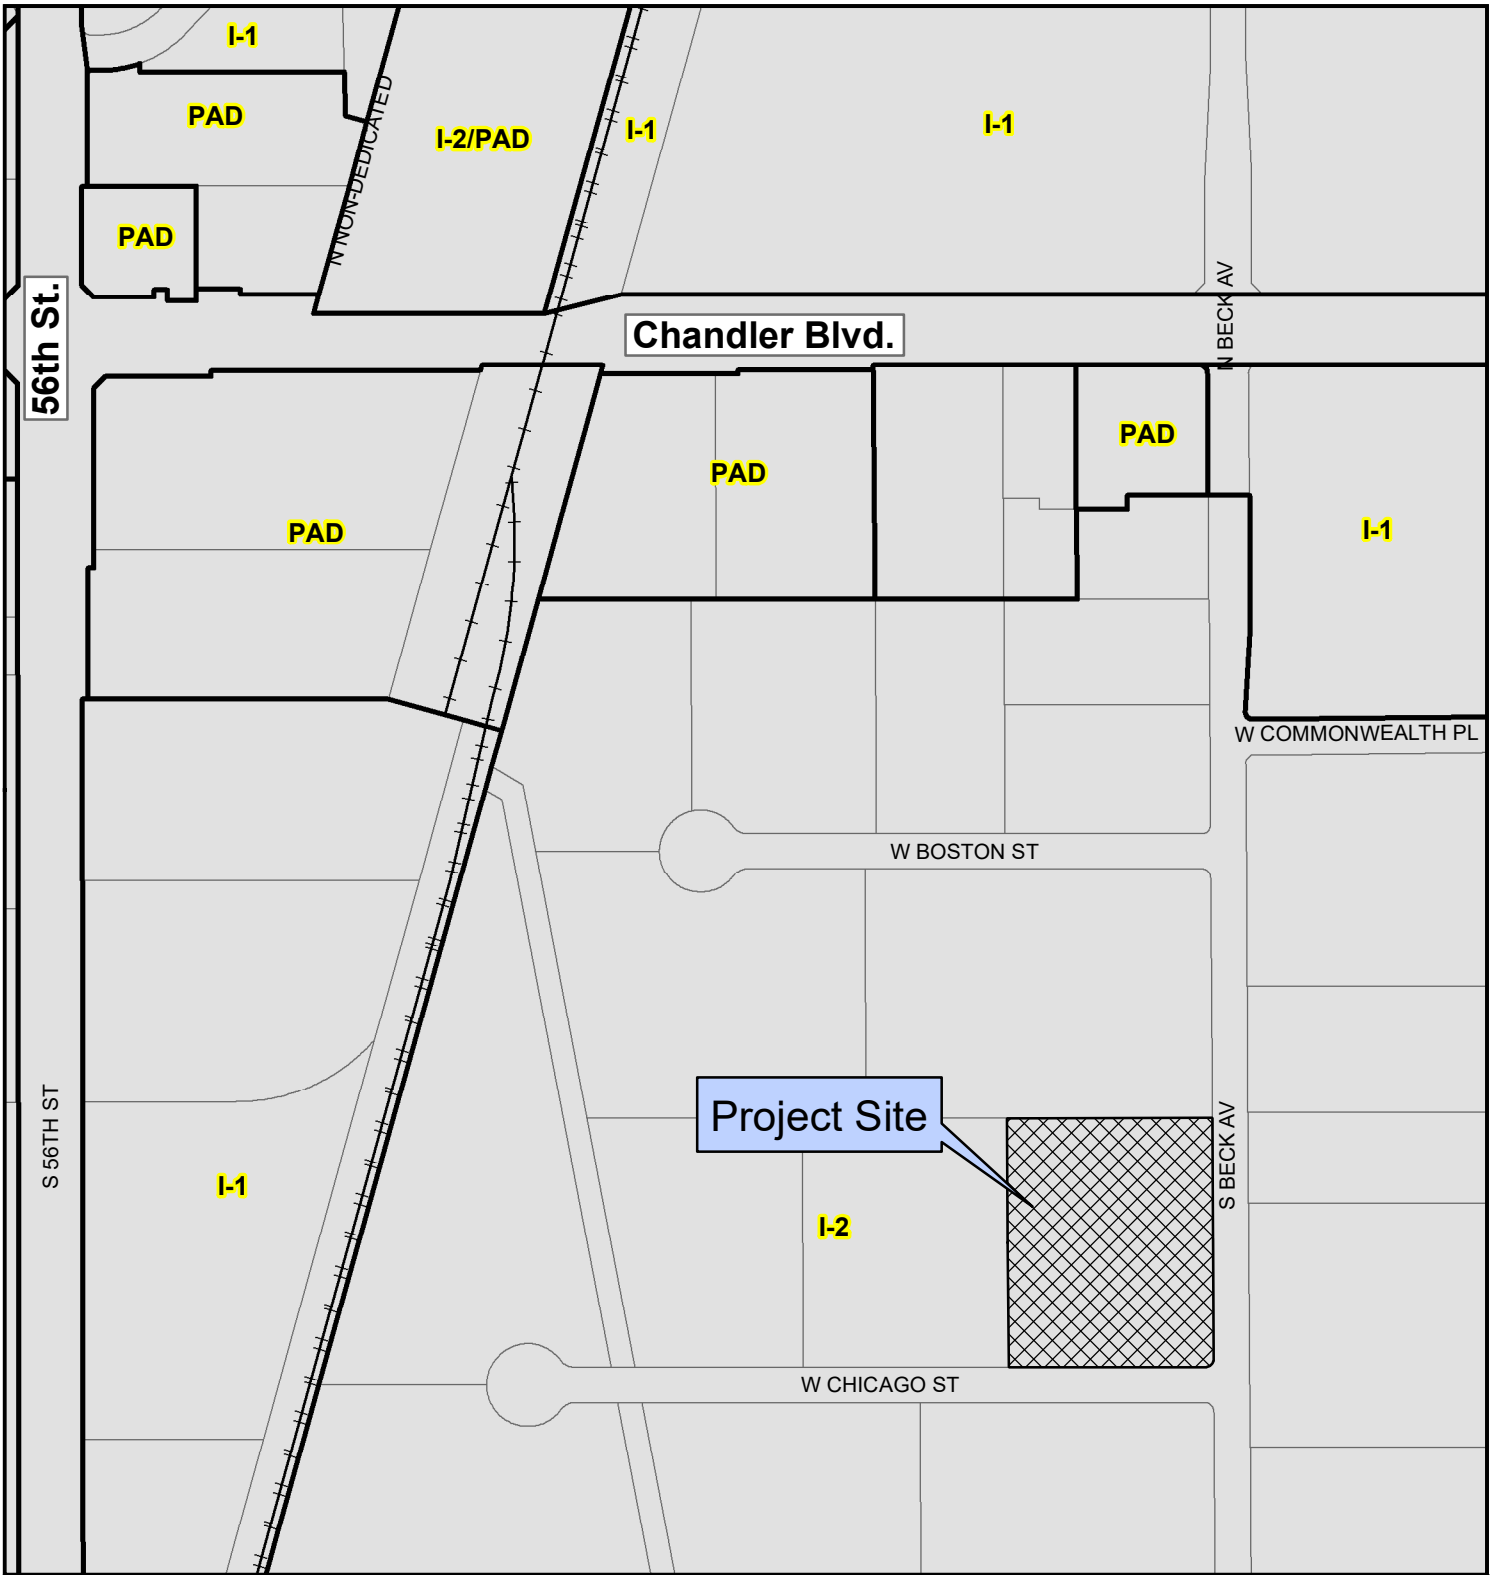 I-1
PAD
I-2/PAD
I-1
I-1
N NON-DEDICATED
PAD
56th St.
Chandler Blvd.
N BECK AV
PAD
PAD
PAD
I-1
W COMMONWEALTH PL
W BOSTON ST
S 56TH ST
Project Site
S BECK AV
I-1
I-2
W CHICAGO ST